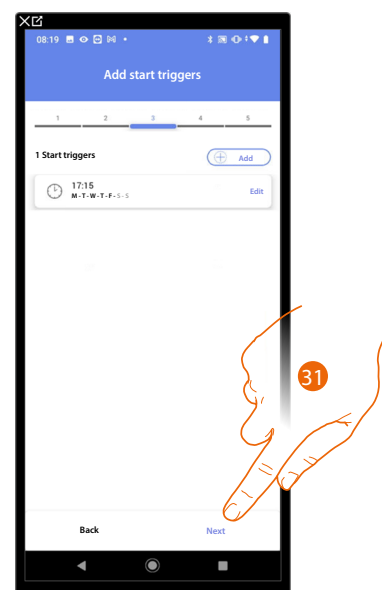 08:19
Add start triggers
1 2 3 4 5
1 Start triggers
Add
17:15
M-T-W-T-F-S-S
Edit
31
Back
Next